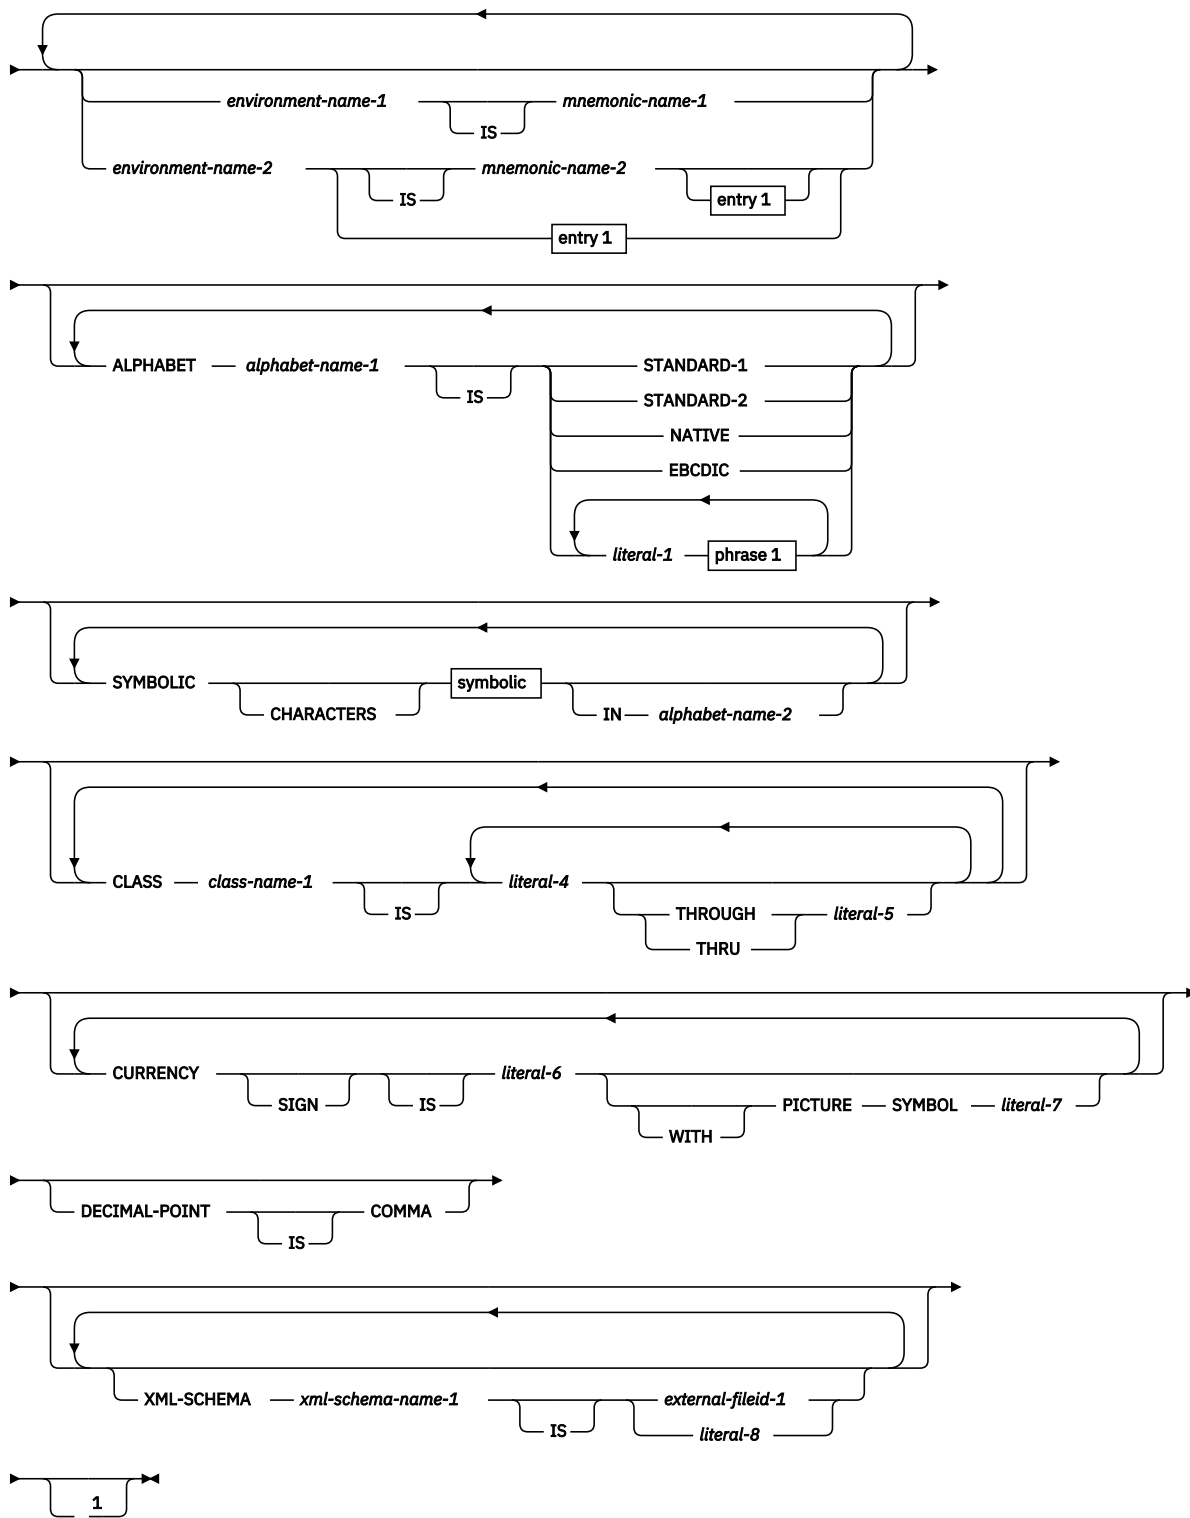 environment-name-1 mnemonic-name-1
IS
environment-name-2 mnemonic-name-2
IS entry 1
entry 1
ALPHABET alphabet-name-1 STANDARD-1
IS
STANDARD-2
NATIVE
EBCDIC
literal-1 phrase 1
SYMBOLIC symbolic
CHARACTERS IN alphabet-name-2
CLASS class-name-1 literal-4
IS THROUGH literal-5
THRU
CURRENCY literal-6
SIGN IS PICTURE SYMBOL literal-7
WITH
DECIMAL-POINT COMMA
IS
XML-SCHEMA xml-schema-name-1 external-fileid-1
IS
literal-8
1